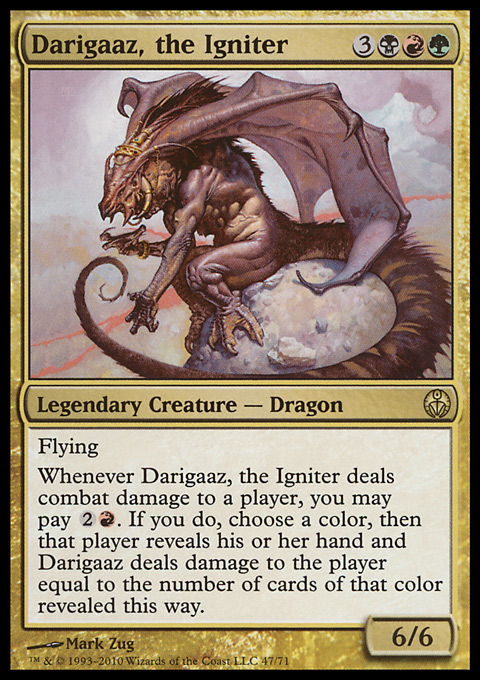 Darigaaz, the Igniter 3
Legendary Creature — Dragon
Flying
Whenever Darigaaz, the Igniter deals
combat damage to a player, you may
pay 2. If you do, choose a color, then
that player reveals his or her hand and
Darigaaz deals damage to the player
equal to the number of cards of that color
revealed this way.
6/6
Mark Zug
™ & © 1993–2010 Wizards of the Coast LLC 47/71